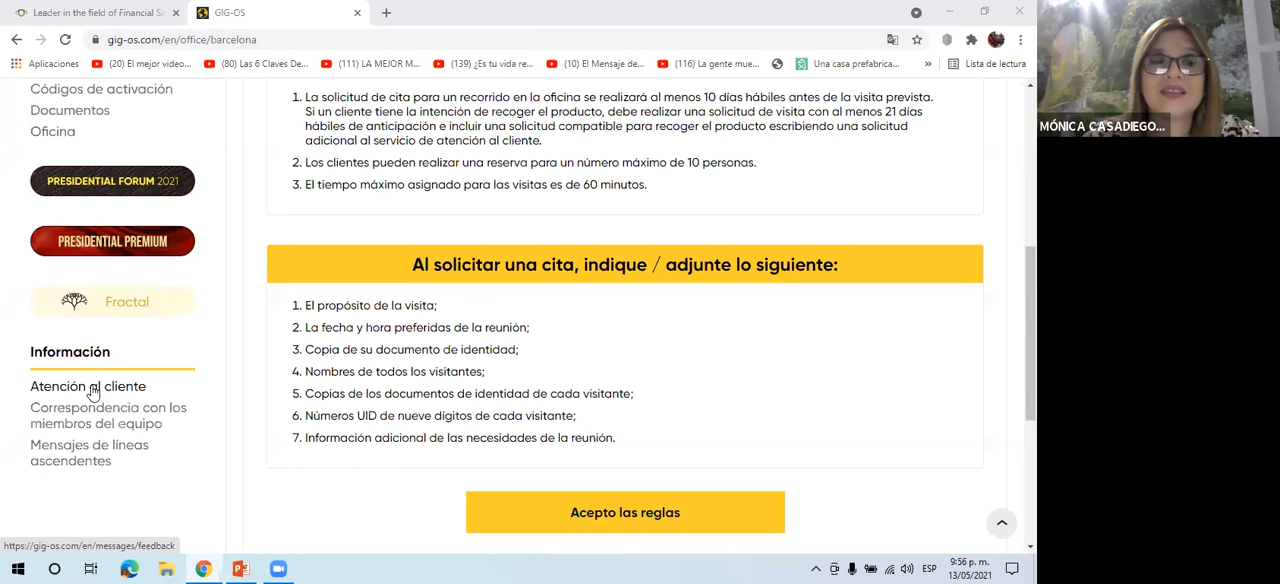 Leader in the field of Financial Se
GIG-OS
gig-os.com/en/office/barcelona
Aplicaciones
(20) El mejor video...
(80) Las 6 Claves De...
(111) LA MEJOR M...
(139) ¿Es tu vida re...
(10) El Mensaje de...
(116) La gente mue...
Una casa prefabrica...
»
Lista de lectura
Códigos de activación
Documentos
Oficina
PRESIDENTIAL FORUM 2021
PRESIDENTIAL PREMIUM
Fractal
Información
Atención al cliente
Correspondencia con los
miembros del equipo
Mensajes de líneas
ascendentes
1. La solicitud de cita para un recorrido en la oficina se realizará al menos 10 días hábiles antes de la visita prevista.
Si un cliente tiene la intención de recoger el producto, debe realizar una solicitud de visita con al menos 21 días
hábiles de anticipación e incluir una solicitud compatible para recoger el producto escribiendo una solicitud
adicional al servicio de atención al cliente.
2. Los clientes pueden realizar una reserva para un número máximo de 10 personas.
3. El tiempo máximo asignado para las visitas es de 60 minutos.
Al solicitar una cita, indique / adjunte lo siguiente:
1. El propósito de la visita;
2. La fecha y hora preferidas de la reunión;
3. Copia de su documento de identidad;
4. Nombres de todos los visitantes;
5. Copias de los documentos de identidad de cada visitante;
6. Números UID de nueve dígitos de cada visitante;
7. Información adicional de las necesidades de la reunión.
Acepto las reglas
MÓNICA CASADIEGO...
https://gig-os.com/en/messages/feedback
ESP
9:56 p. m.
13/05/2021